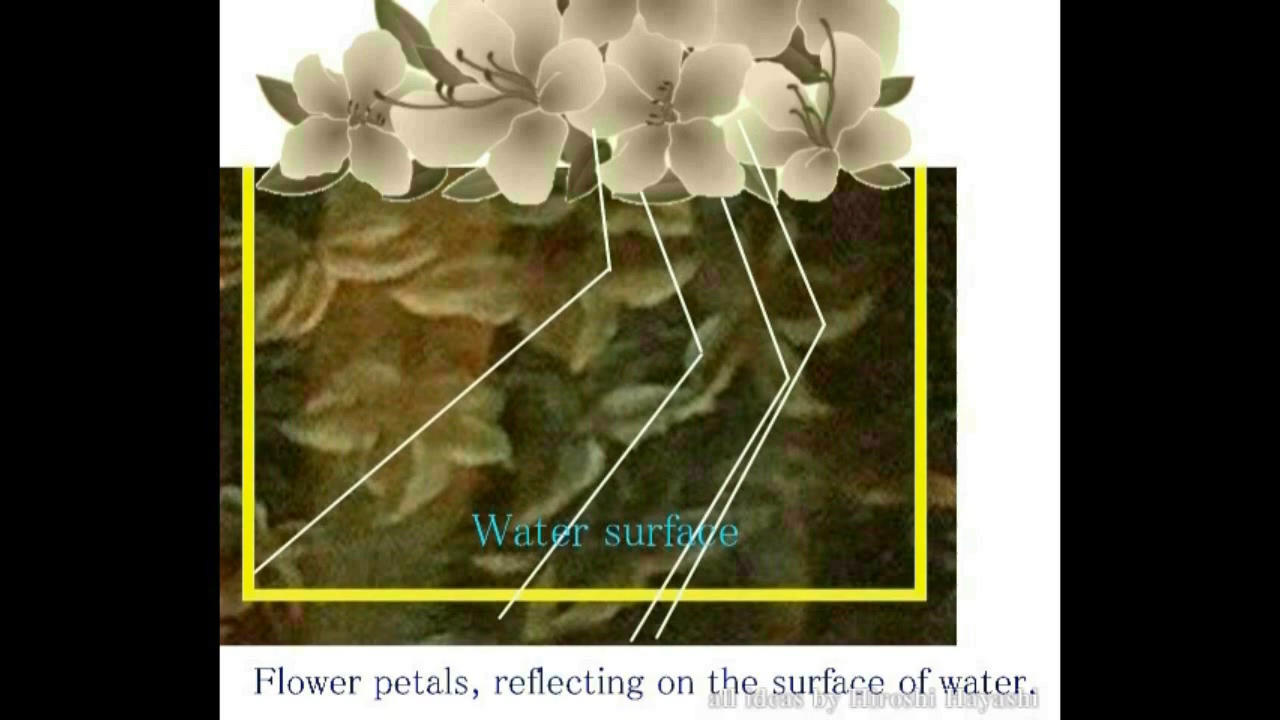 Water surface
Flower petals, reflecting on the surface of water.
all ideas by Hiroshi Hayashi